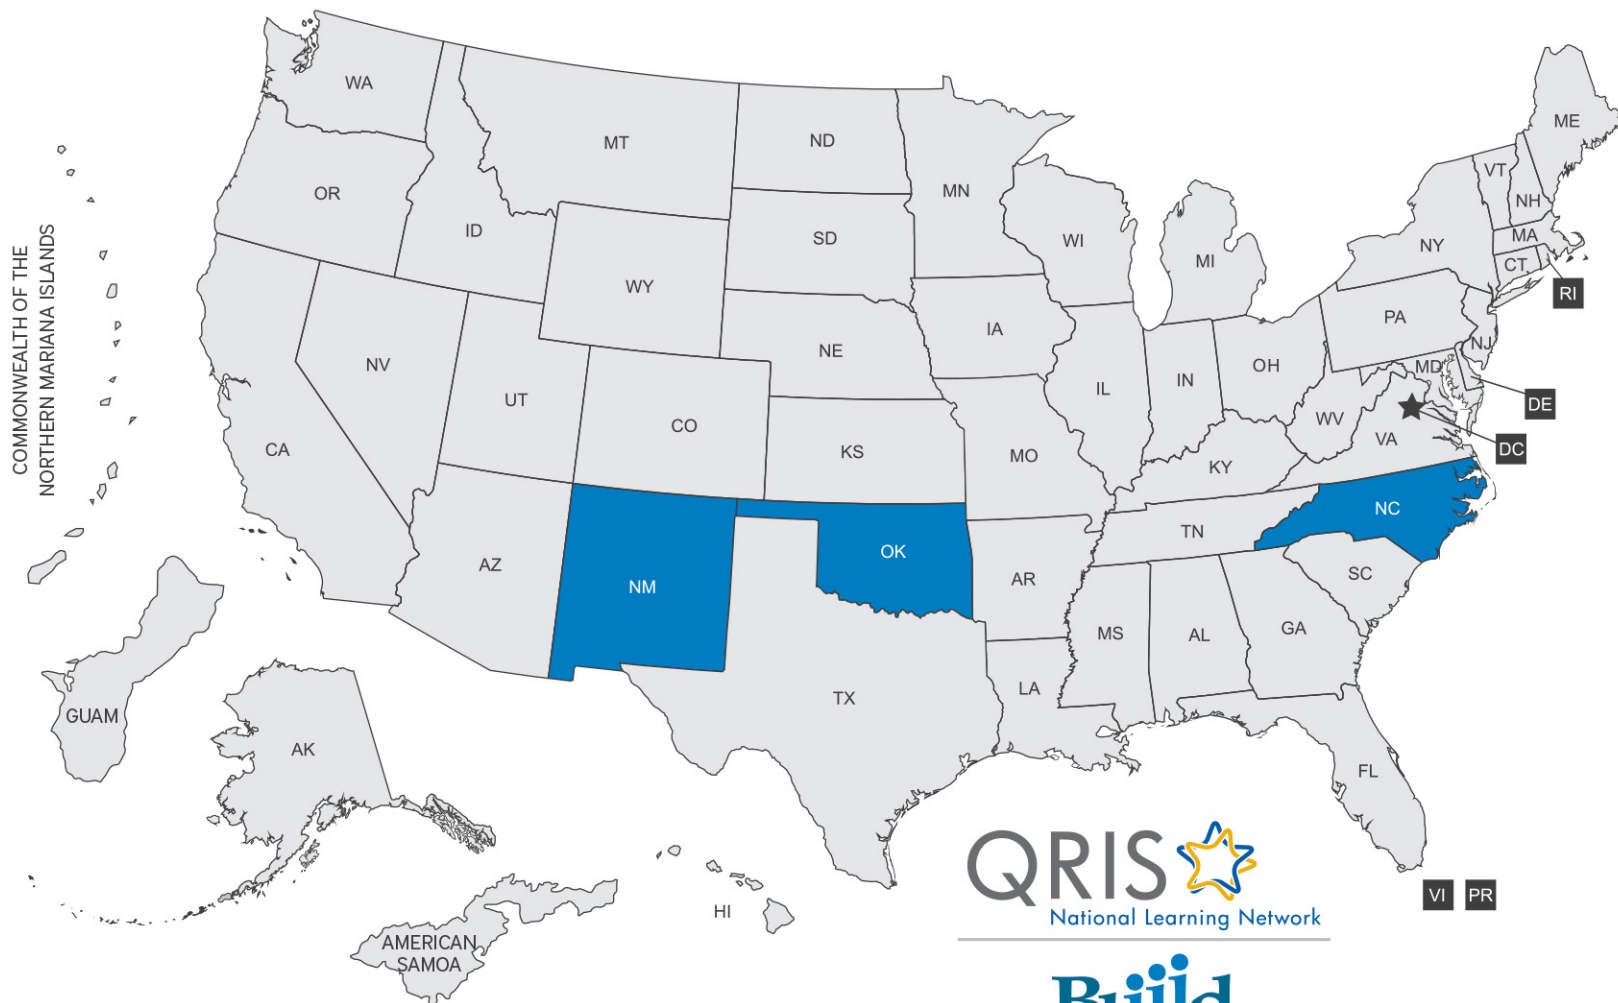 WA
MT
ND
MN
ME
VT
NH
OR
ID
SD
WI
MI
NY
MA
CT
RI
WY
IA
PA
NE
NJ
NV
UT
CO
IL
IN
OH
MD
DE
CA
KS
MO
WV
VA
DC
KY
COMMONWEALTH OF THE
NORTHERN MARIANA ISLANDS
AZ
NM
OK
AR
TN
NC
SC
MS
AL
GA
TX
LA
FL
GUAM
AK
HI
AMERICAN
SAMOA
VI PR
QRIS
National Learning Network
Build